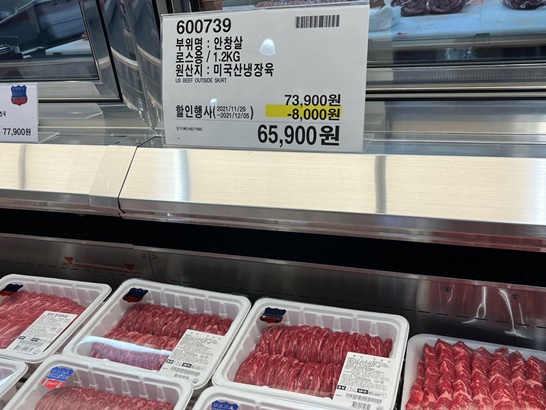 600739
부위명 : 안창살
로스용 / 1.2KG
원산지 : 미국산냉장육
US BEEF OUTSIDE SKIRT
73,900원
할인행사 (2021/11/29 ~2021/12/05) -8,000원
65,900원
77,900원